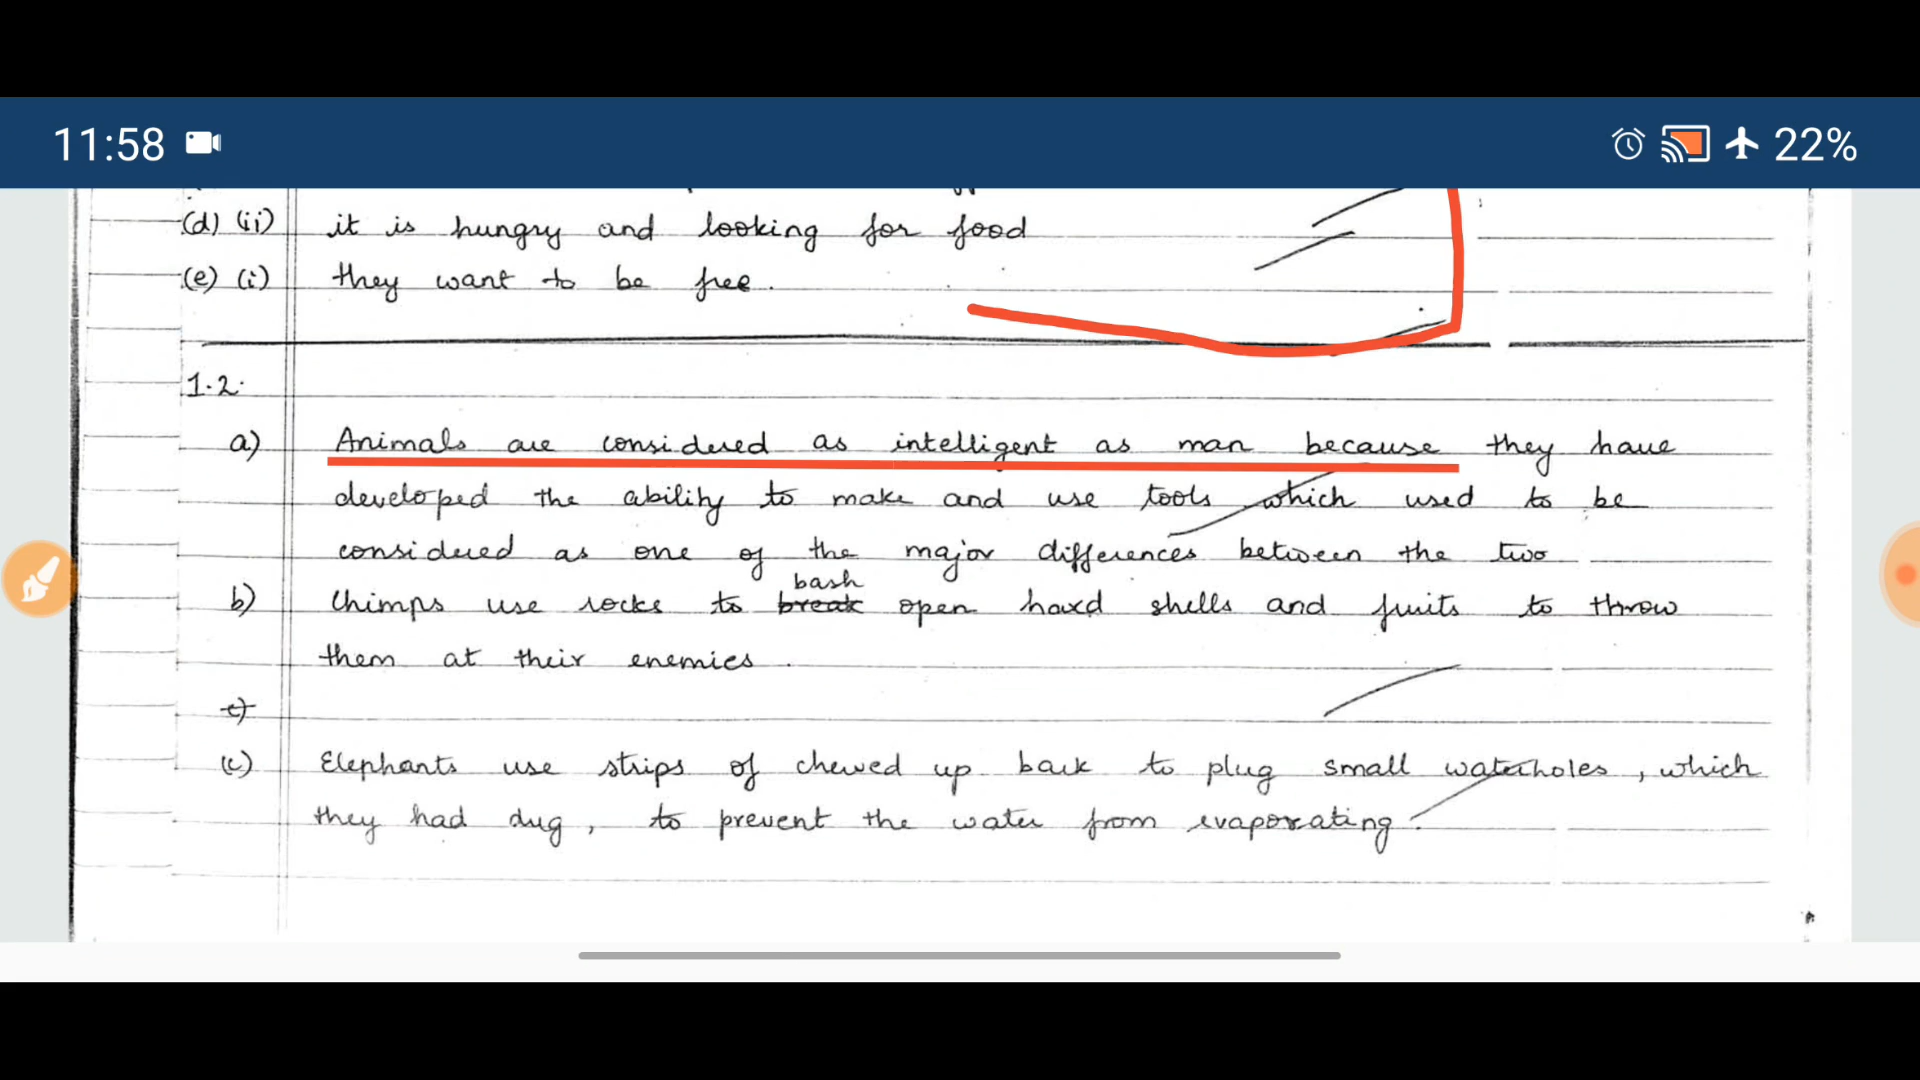 11:58 22%
(d) (ii) it is hungry and looking for food
(e) (i) they want to be free.
1.2.
a) Animals are considered as intelligent as man because they have
developed the ability to make and use tools which used to be
considered as one of the major differences between the two
bash
b) Chimps use rocks to break open hard shells and fruits to throw
them at their enemies.
c)
(c) Elephants use strips of chewed up bark to plug small waterholes, which
they had dug, to prevent the water from evaporating.